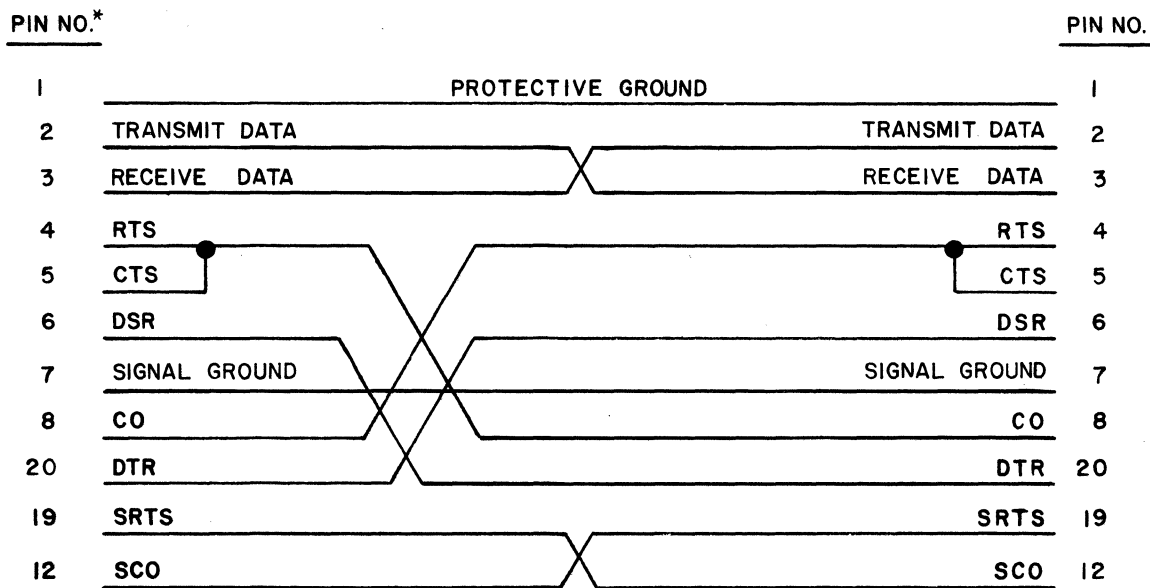 PIN NO.* PIN NO.
1 PROTECTIVE GROUND 1
2 TRANSMIT DATA TRANSMIT DATA 2
3 RECEIVE DATA RECEIVE DATA 3
4 RTS RTS 4
5 CTS CTS 5
6 DSR DSR 6
7 SIGNAL GROUND SIGNAL GROUND 7
8 CO CO 8
20 DTR DTR 20
19 SRTS SRTS 19
12 SCO SCO 12